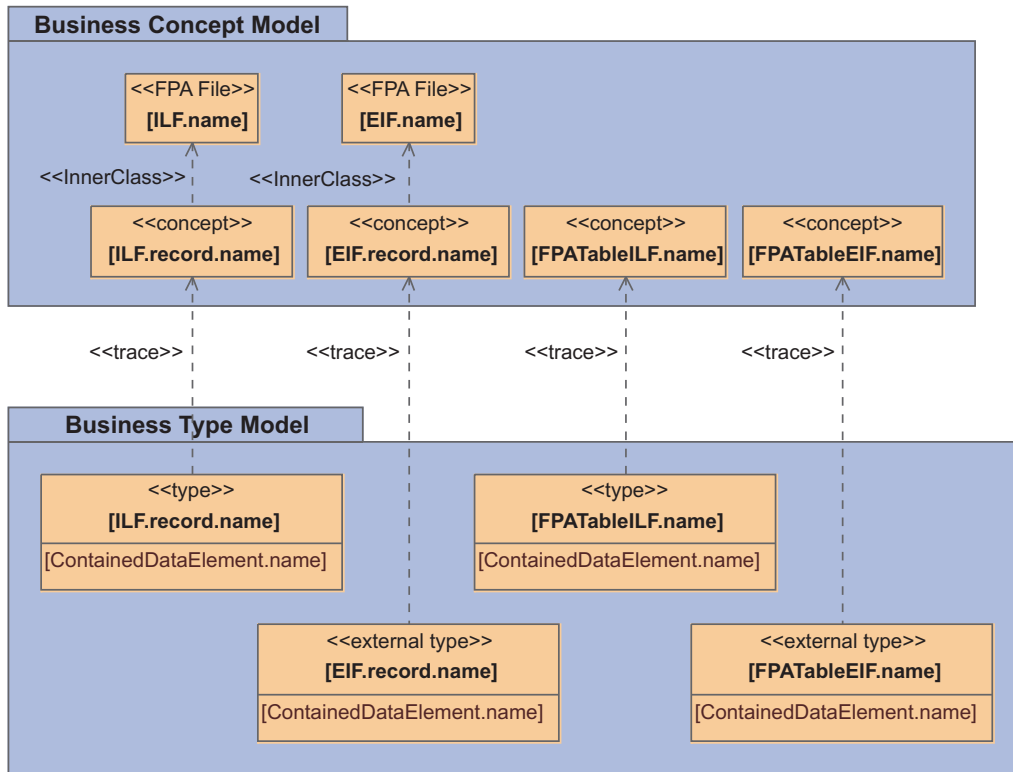 Business Concept Model
<<FPA File>>
[ILF.name]
<<FPA File>>
[EIF.name]
<<InnerClass>>
<<InnerClass>>
<<concept>>
[ILF.record.name]
<<concept>>
[EIF.record.name]
<<concept>>
[FPATableILF.name]
<<concept>>
[FPATableEIF.name]
<<trace>>
<<trace>>
<<trace>>
<<trace>>
Business Type Model
<<type>>
[ILF.record.name]
[ContainedDataElement.name]
<<type>>
[FPATableILF.name]
[ContainedDataElement.name]
<<external type>>
[EIF.record.name]
[ContainedDataElement.name]
<<external type>>
[FPATableEIF.name]
[ContainedDataElement.name]